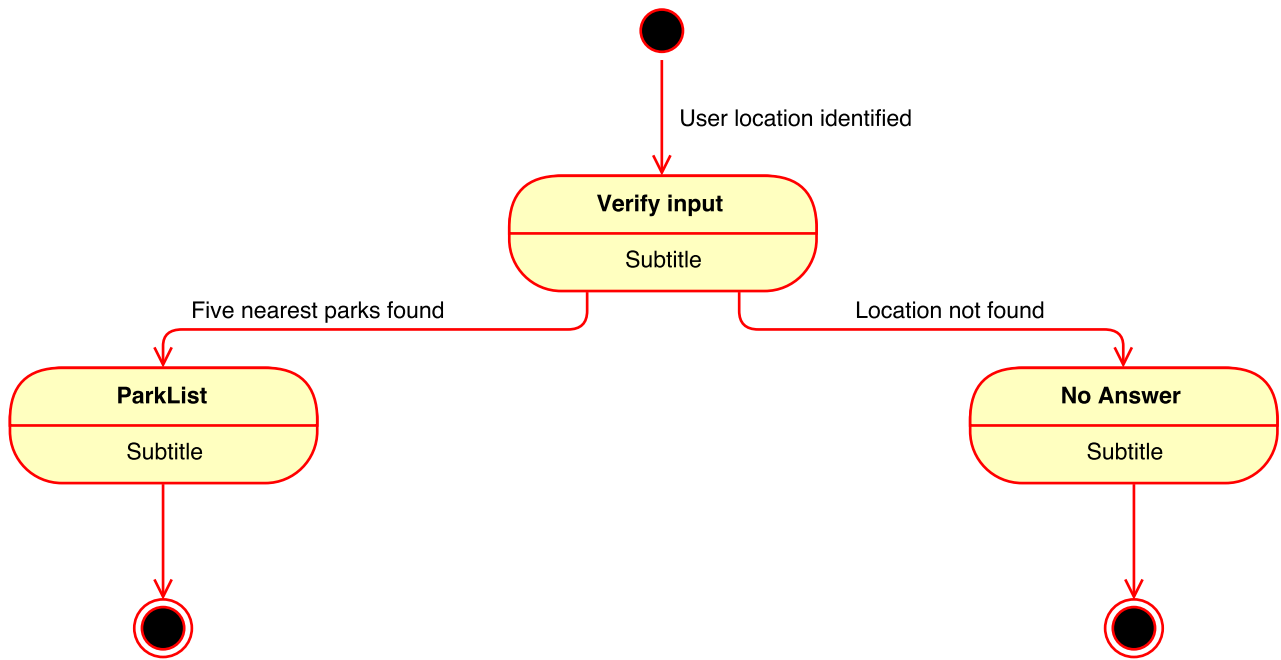 User location identified
Verify input
Subtitle
Five nearest parks found
Location not found
ParkList
Subtitle
No Answer
Subtitle